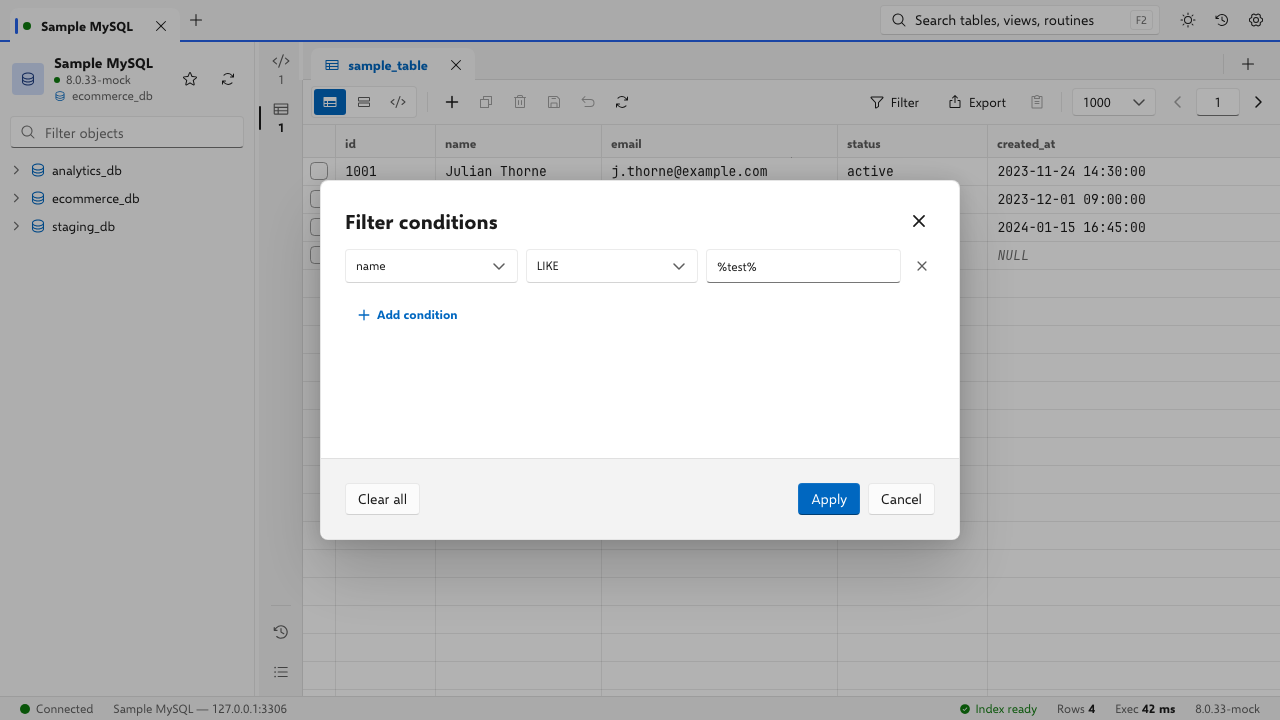 Sample MySQL
Search tables, views, routines
F2
Sample MySQL
8.0.33-mock
ecommerce_db
Filter objects
analytics_db
ecommerce_db
staging_db
</>
1
1
sample_table
</>
Filter
Export
1000
1
id
name
email
status
created_at
1001
Julian Thorne
j.thorne@example.com
active
2023-11-24 14:30:00
2023-12-01 09:00:00
2024-01-15 16:45:00
NULL
Filter conditions
name
LIKE
%test%
Add condition
Clear all
Apply
Cancel
Connected
Sample MySQL — 127.0.0.1:3306
Index ready
Rows 4
Exec 42 ms
8.0.33-mock